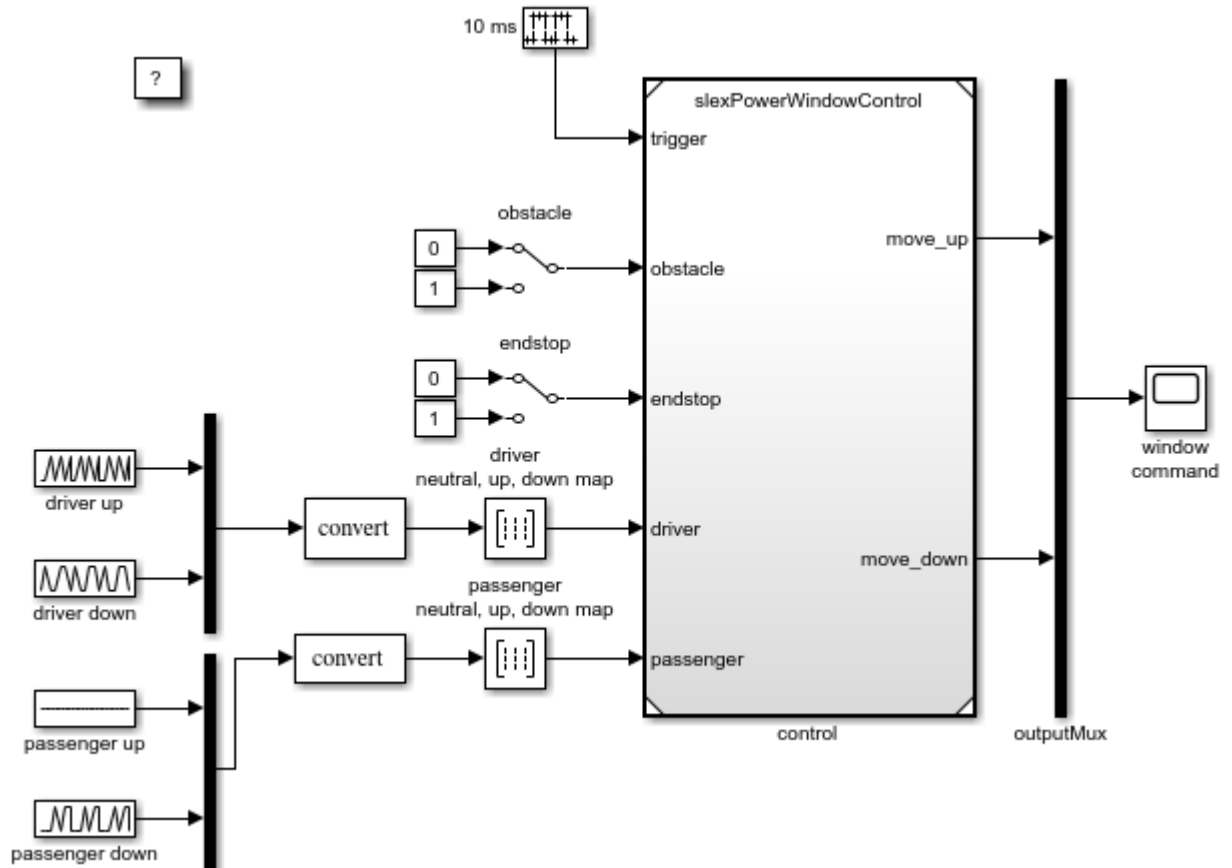 10 ms
?
slexPowerWindowControl
trigger
obstacle
0
1
obstacle
move_up
endstop
0
1
endstop
window
command
driver
neutral, up, down map
driver up
convert
driver
driver down
move_down
passenger
neutral, up, down map
convert
passenger
passenger up
control
outputMux
passenger down